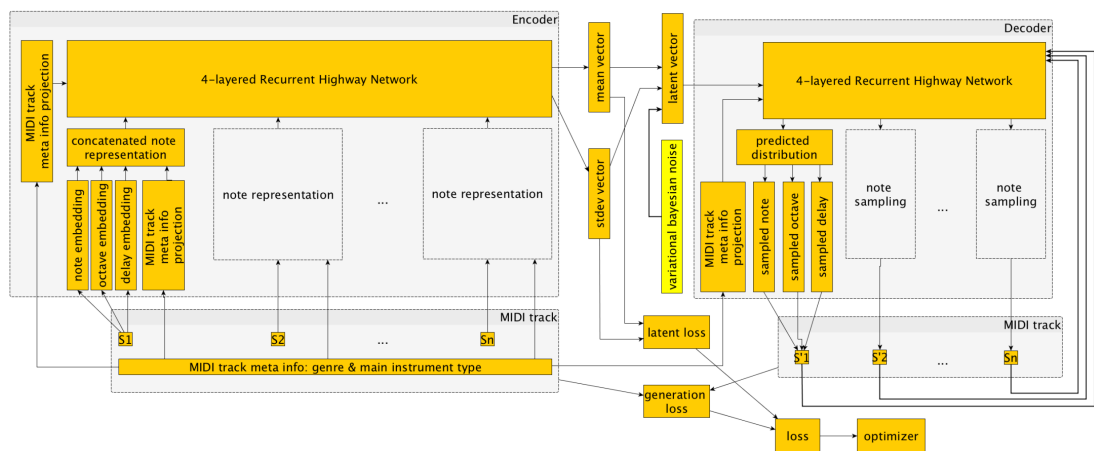 Encoder
MIDI track
meta info projection
4-layered Recurrent Highway Network
concatenated note
representation
note embedding
octave embedding
delay embedding
MIDI track
meta info
projection
note representation
...
note representation
MIDI track
S1
S2
...
Sn
MIDI track meta info: genre & main instrument type
mean vector
stdev vector
latent vector
variational bayesian noise
latent loss
generation
loss
loss
optimizer
Decoder
4-layered Recurrent Highway Network
predicted
distribution
MIDI track
meta info
projection
sampled note
sampled octave
sampled delay
note
sampling
...
note
sampling
MIDI track
S'1
S'2
...
Sn